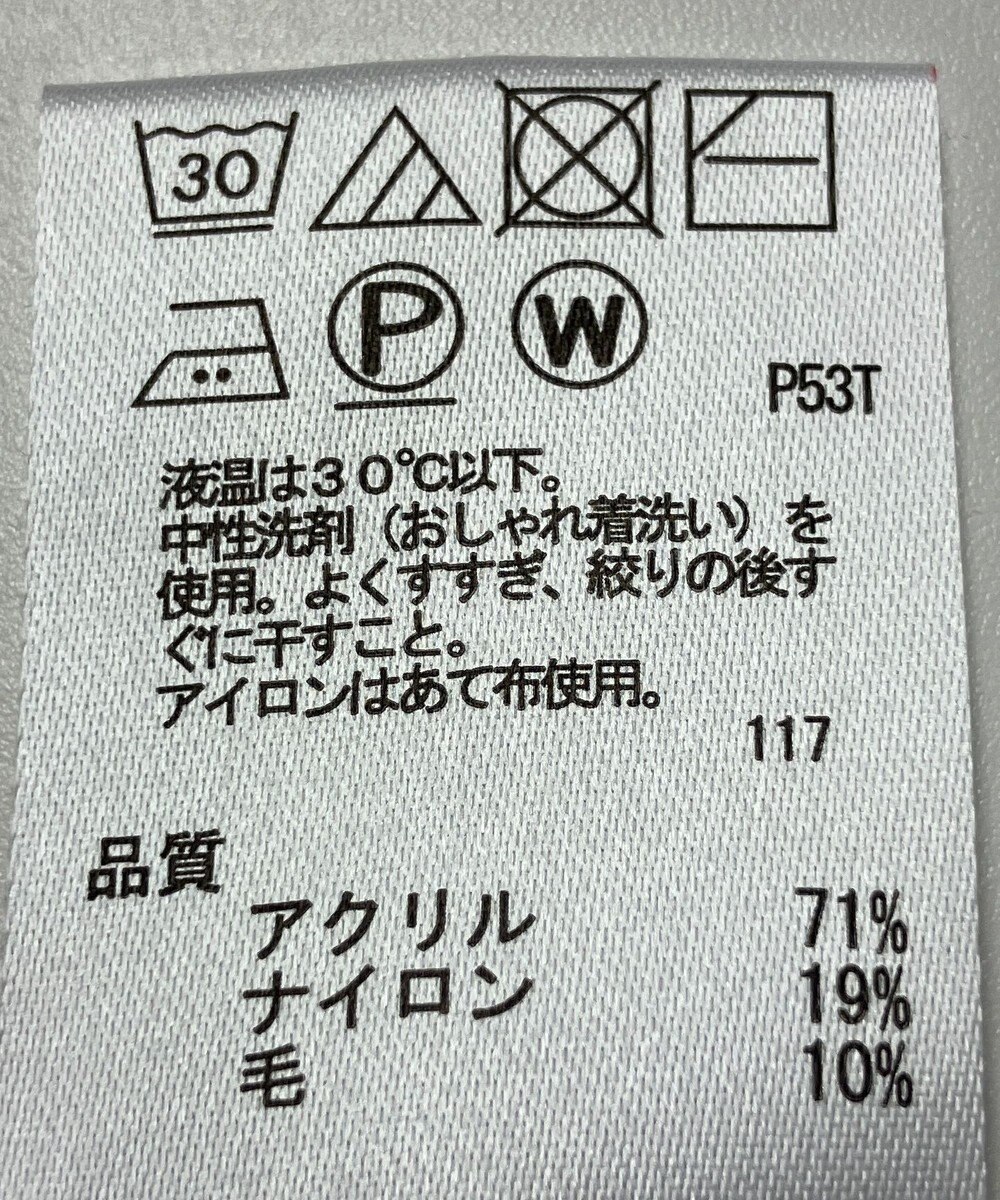 30
P W
P53T
液温は30℃以下。
中性洗剤（おしゃれ着洗い）を
使用。よくすすぎ、絞りの後す
ぐに干すこと。
アイロンはあて布使用。
117
品質
アクリル 71%
ナイロン 19%
毛 10%